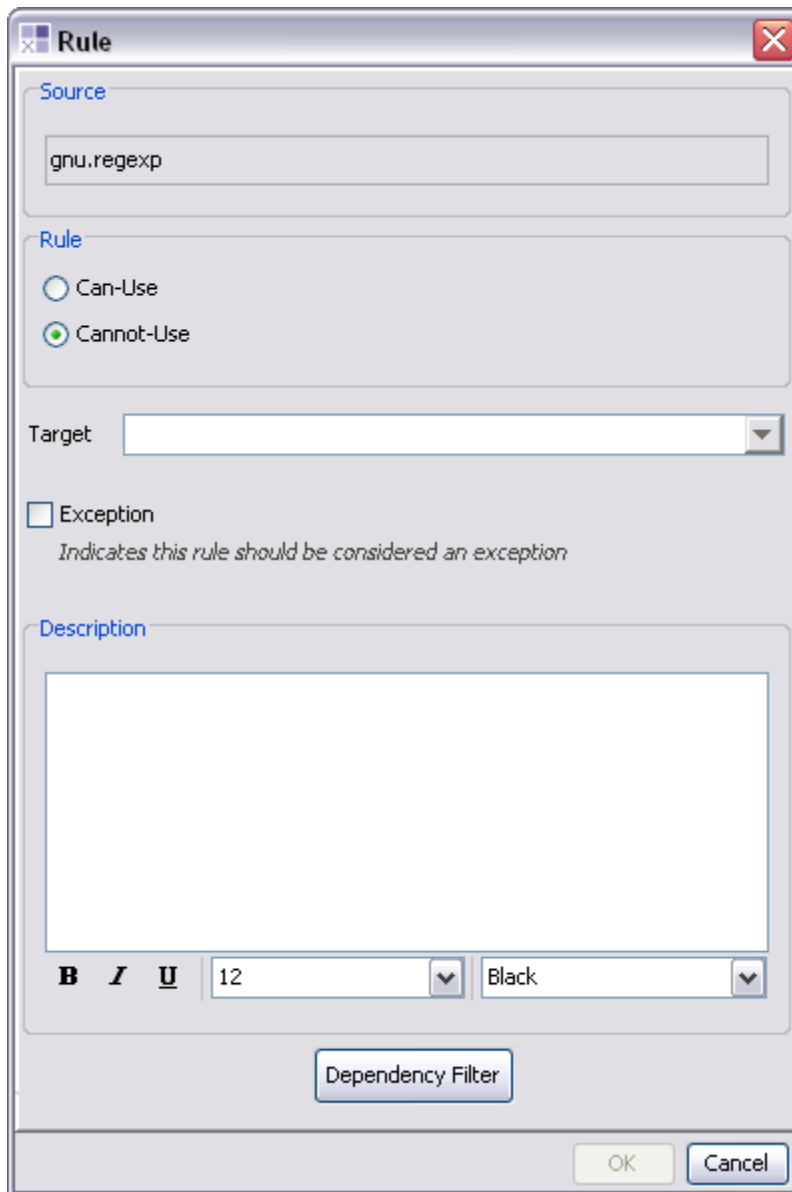 Rule
Source
gnu.regexp
Rule
Can-Use
Cannot-Use
Target
Exception
Indicates this rule should be considered an exception
Description
B I U 12 Black
Dependency Filter
OK Cancel